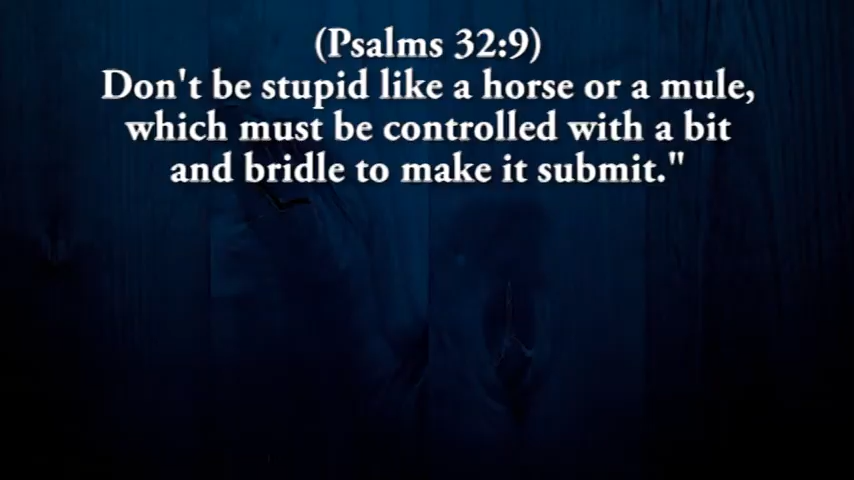 (Psalms 32:9)
Don't be stupid like a horse or a mule,
which must be controlled with a bit
and bridle to make it submit."